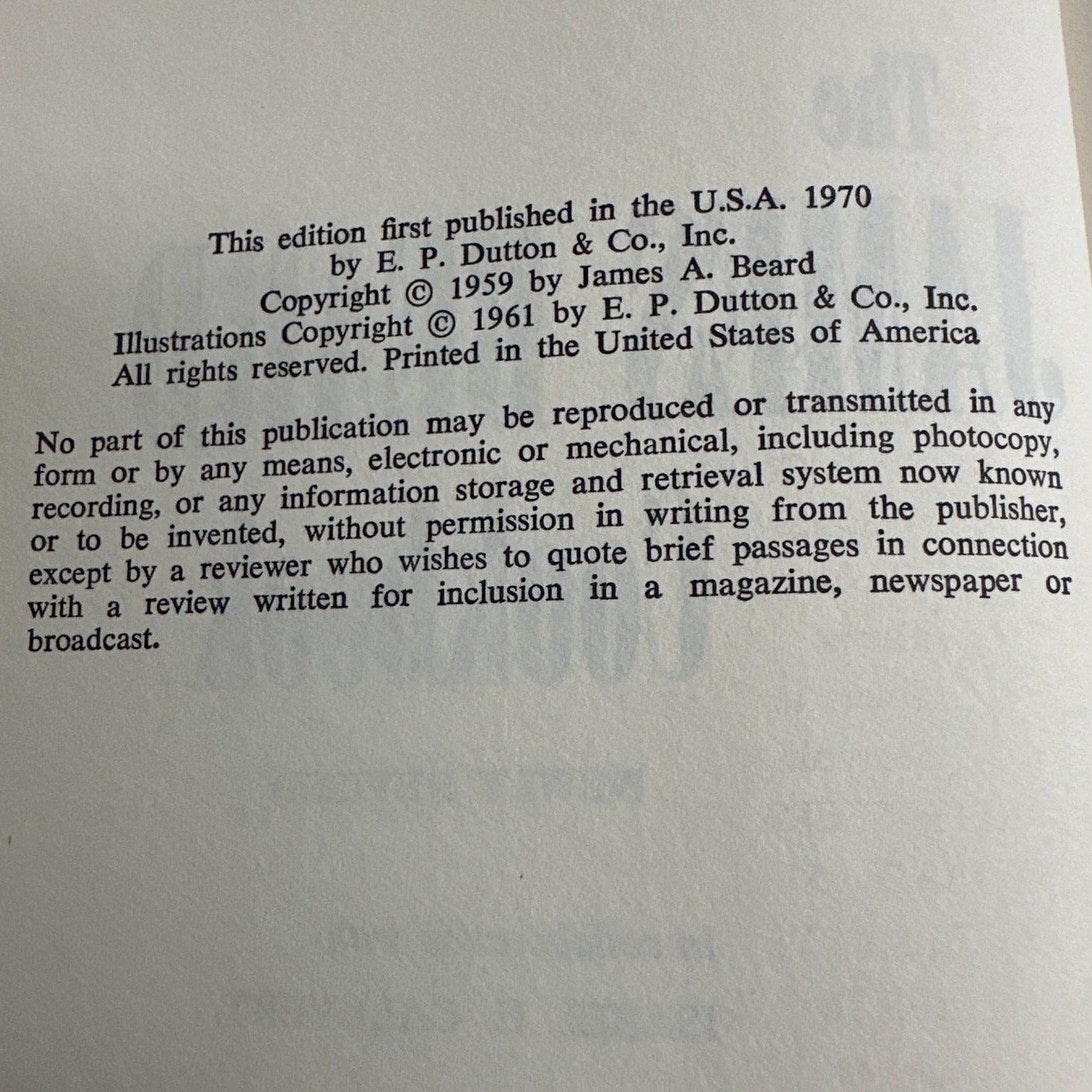 This edition first published in the U.S.A. 1970
by E. P. Dutton & Co., Inc.
Copyright © 1959 by James A. Beard
Illustrations Copyright © 1961 by E. P. Dutton & Co., Inc.
All rights reserved. Printed in the United States of America
No part of this publication may be reproduced or transmitted in any
form or by any means, electronic or mechanical, including photocopy,
recording, or any information storage and retrieval system now known
or to be invented, without permission in writing from the publisher,
except by a reviewer who wishes to quote brief passages in connection
with a review written for inclusion in a magazine, newspaper or
broadcast.